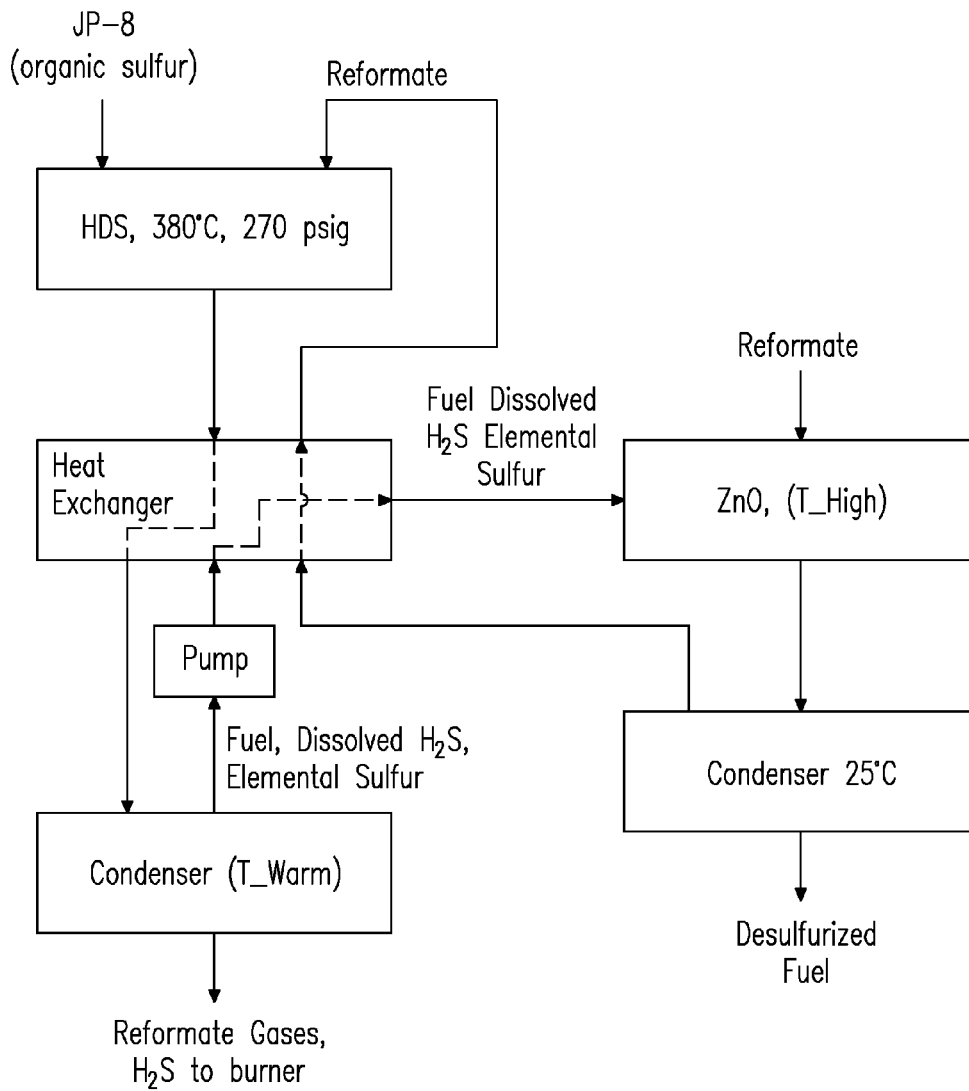 JP-8
(organic sulfur)
Reformate
HDS, 380°C, 270 psig
Reformate
Fuel Dissolved
H₂S Elemental
Sulfur
Heat
Exchanger
ZnO, (T_High)
Pump
Fuel, Dissolved H₂S,
Elemental Sulfur
Condenser 25°C
Condenser (T_Warm)
Desulfurized
Fuel
Reformate Gases,
H₂S to burner